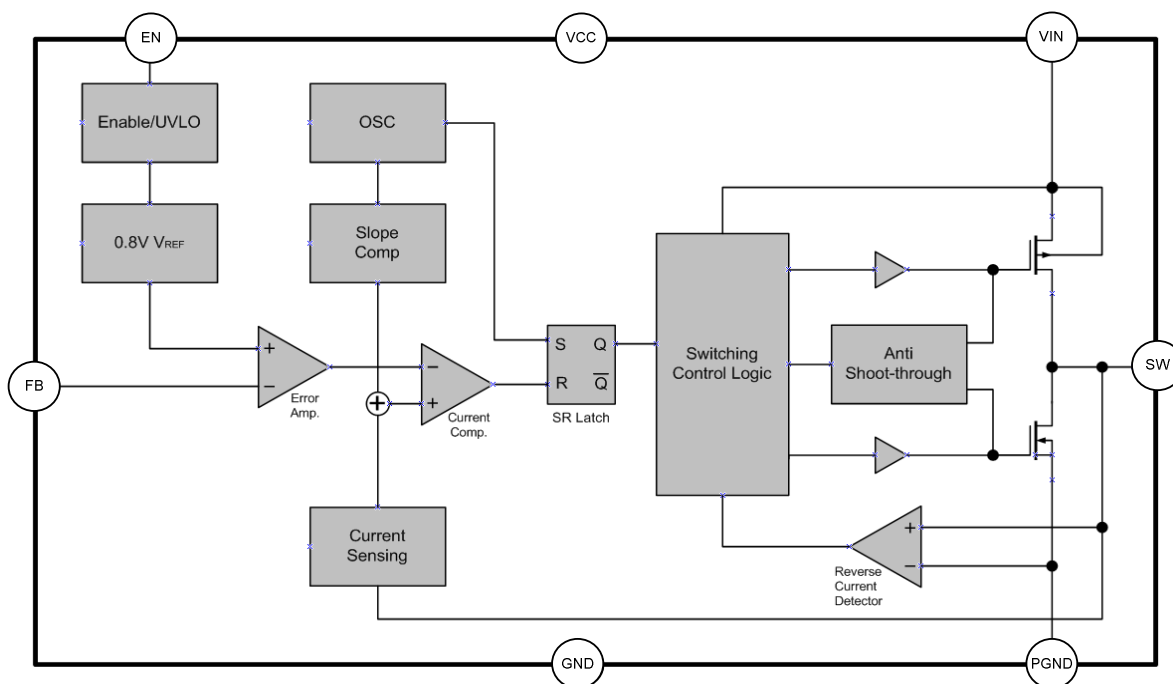 EN
VCC
VIN
Enable/UVLO
OSC
0.8V VREF
Slope
Comp
FB
+
−
Error
Amp.
−
+
Current
Comp.
+
S Q
R Q̅
SR Latch
Switching
Control Logic
Anti
Shoot-through
SW
Current
Sensing
+
−
Reverse
Current
Detector
GND
PGND